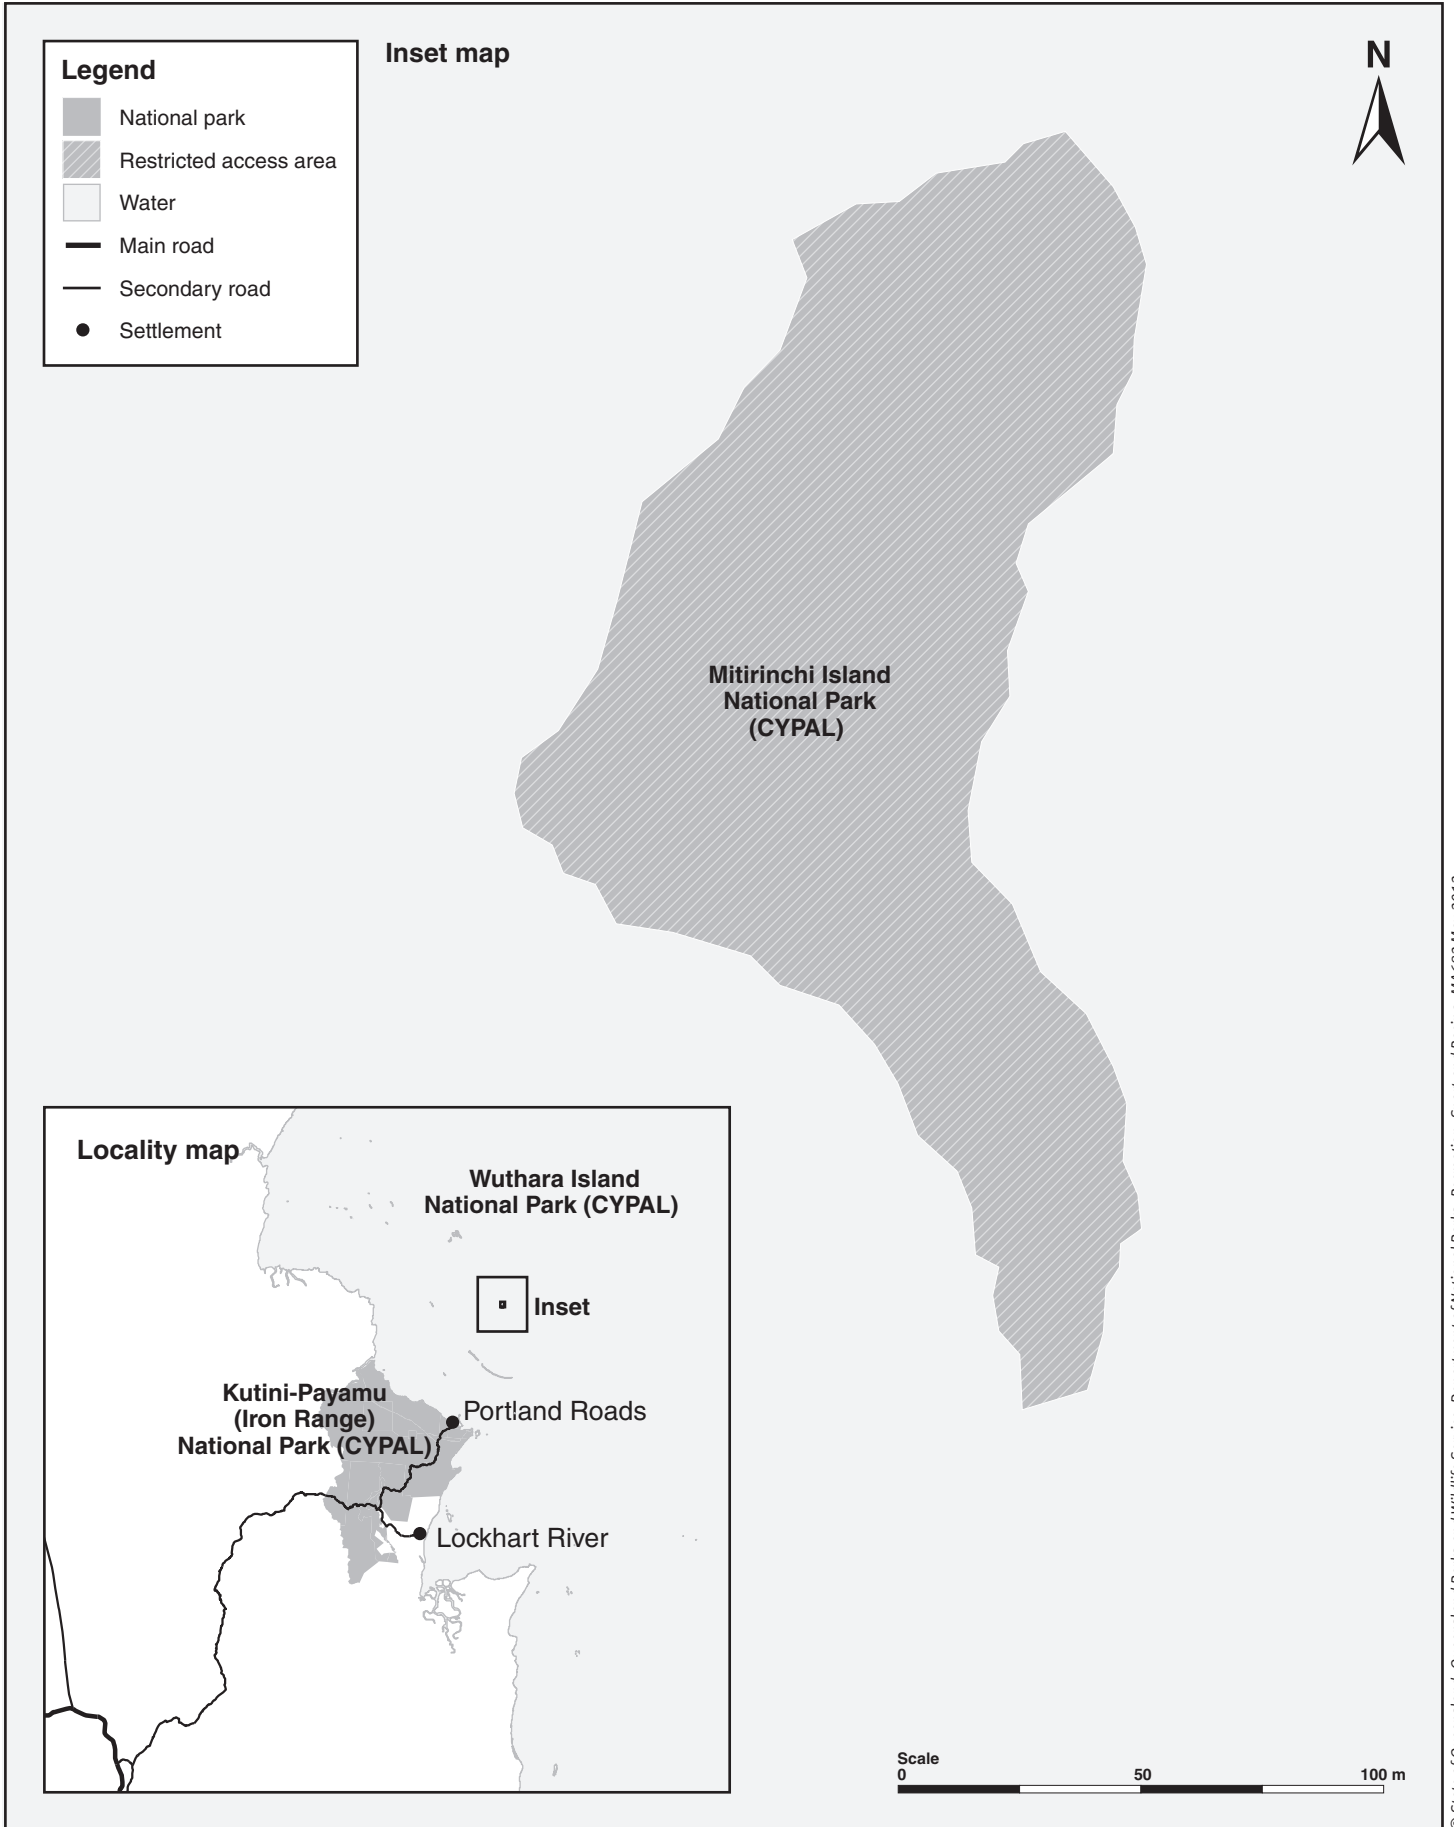 Legend
National park
Restricted access area
Water
Main road
Secondary road
Settlement
Inset map
N
Mitirinchi Island
National Park
(CYPAL)
Locality map
Wuthara Island
National Park (CYPAL)
Inset
Kutini-Payamu
(Iron Range)
National Park (CYPAL)
Portland Roads
Lockhart River
Scale
0 50 100 m